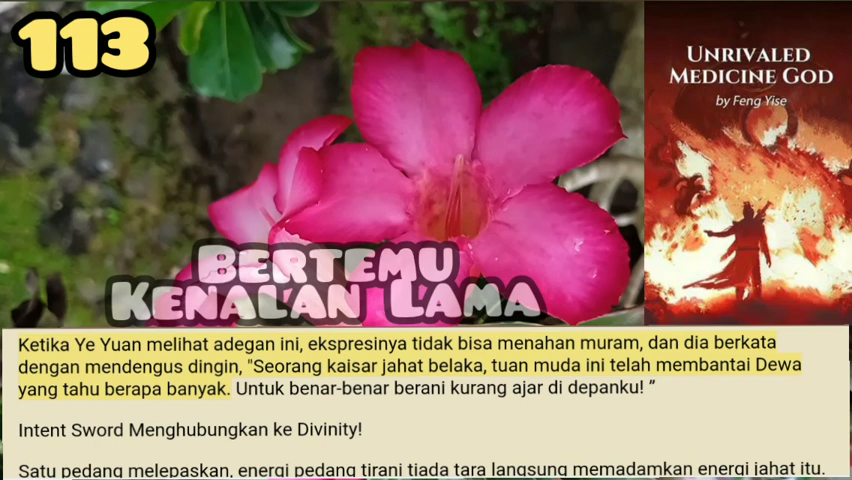 113
UNRIVALED
MEDICINE GOD
by Feng Yise
BERTEMU
KENALAN LAMA
Ketika Ye Yuan melihat adegan ini, ekspresinya tidak bisa menahan muram, dan dia berkata
dengan mendengus dingin, "Seorang kaisar jahat belaka, tuan muda ini telah membantai Dewa
yang tahu berapa banyak. Untuk benar-benar berani kurang ajar di depanku! ”
Intent Sword Menghubungkan ke Divinity!
Satu pedang melepaskan, energi pedang tirani tiada tara langsung memadamkan energi jahat itu.